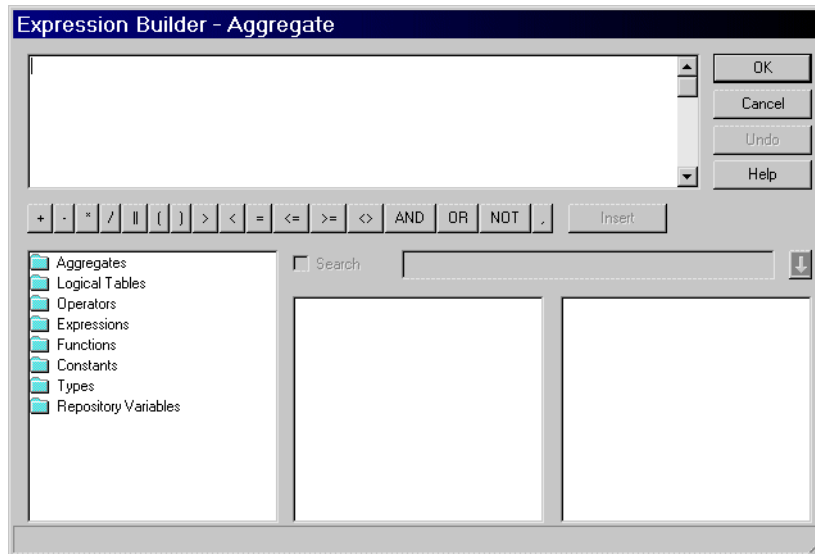 Expression Builder - Aggregate
OK
Cancel
Undo
Help
+ - * / || ( ) > < = <= >= <> AND OR NOT , Insert
Aggregates
Logical Tables
Operators
Expressions
Functions
Constants
Types
Repository Variables
Search